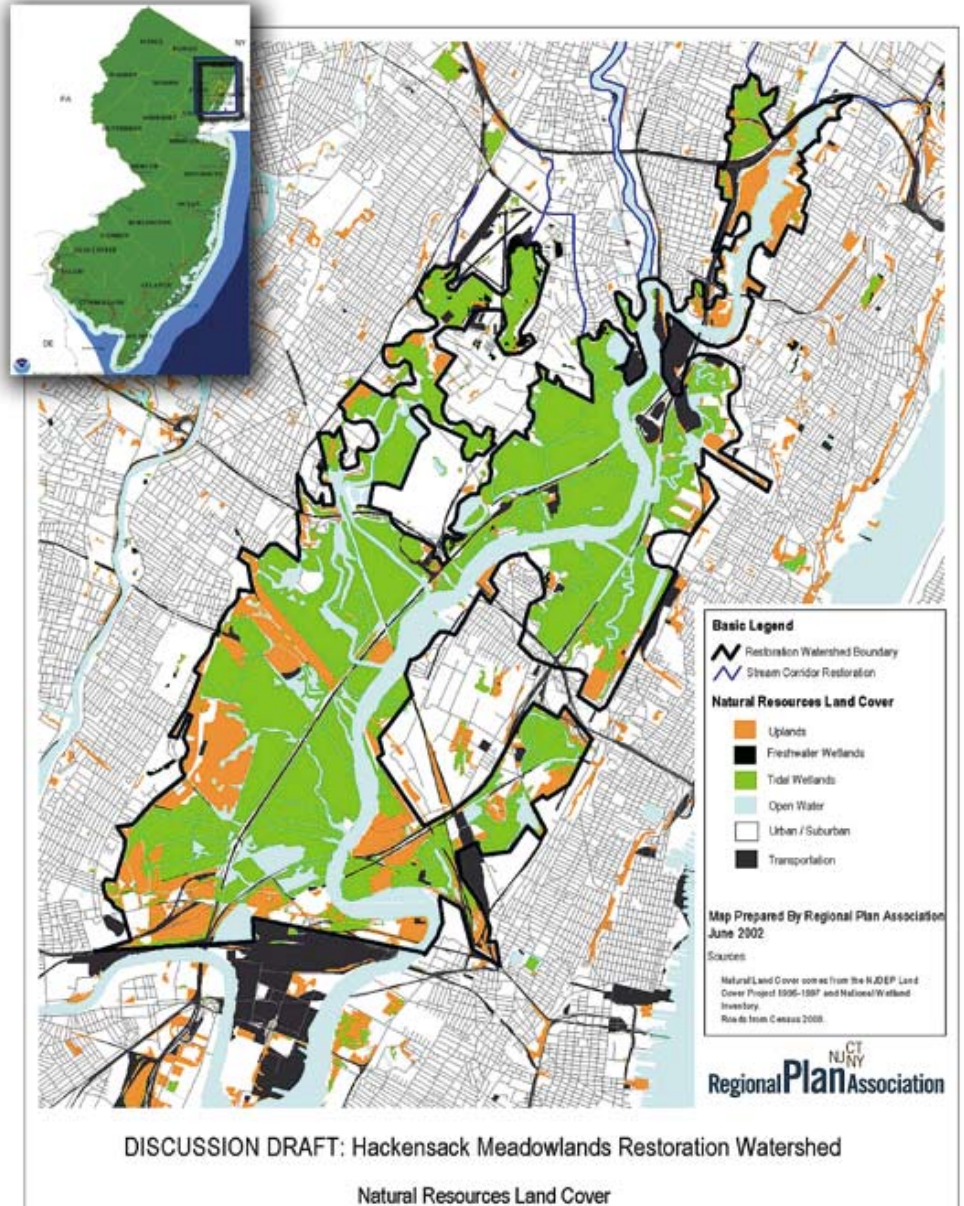 NY
PA
DE
Basic Legend
Restoration Watershed Boundary
Stream Corridor Restoration
Natural Resources Land Cover
Uplands
Freshwater Wetlands
Tidal Wetlands
Open Water
Urban / Suburban
Transportation
Map Prepared By Regional Plan Association
June 2002
Sources:
Natural Land Cover comes from the NJDEP Land
Cover Project 1996-1997 and National Wetland
Inventory.
Roads from Census 2000.
CT
NJ NY
Regional Plan Association
DISCUSSION DRAFT: Hackensack Meadowlands Restoration Watershed
Natural Resources Land Cover